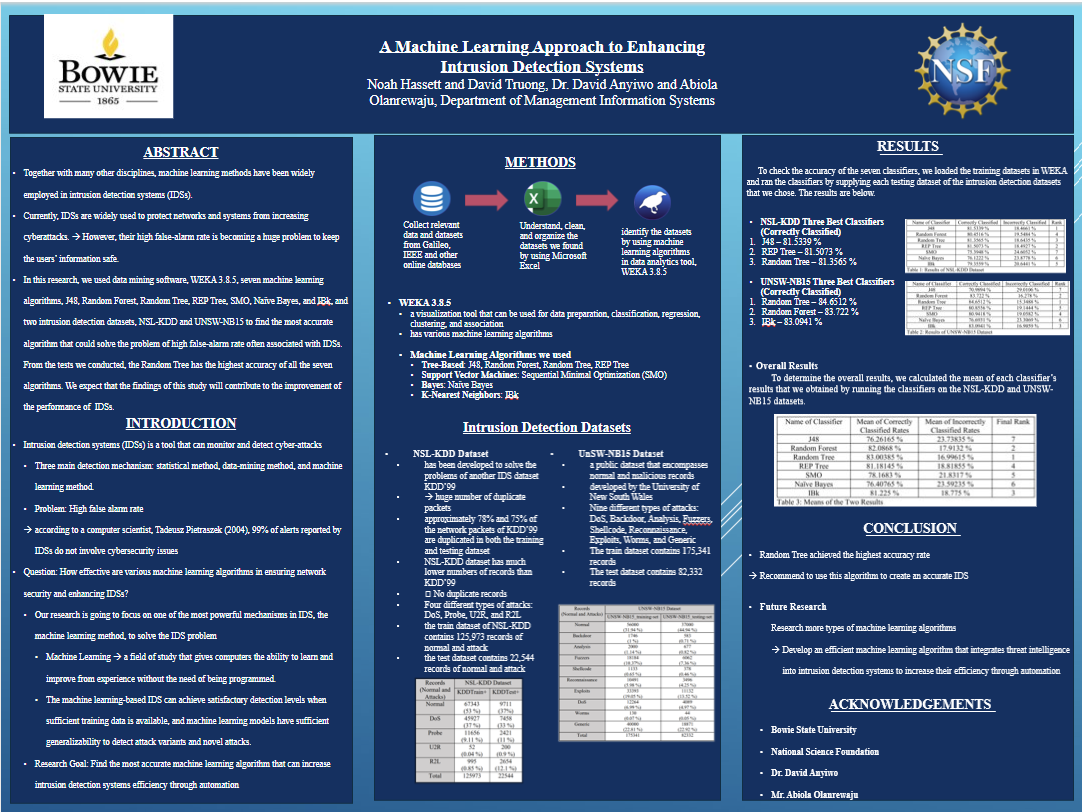 BOWIE
STATE UNIVERSITY
1865
A Machine Learning Approach to Enhancing
Intrusion Detection Systems
Noah Hassett and David Truong, Dr. David Anyiwo and Abiola
Olanrewaju, Department of Management Information Systems
NSF
ABSTRACT
• Together with many other disciplines, machine learning methods have been widely
employed in intrusion detection systems (IDSs).
• Currently, IDSs are widely used to protect networks and systems from increasing
cyberattacks. → However, their high false-alarm rate is becoming a huge problem to keep
the users' information safe.
• In this research, we used data mining software, WEKA 3.8.5, seven machine learning
algorithms, J48, Random Forest, Random Tree, REP Tree, SMO, Naïve Bayes, and IBk, and
two intrusion detection datasets, NSL-KDD and UNSW-NB15 to find the most accurate
algorithm that could solve the problem of high false-alarm rate often associated with IDSs.
From the tests we conducted, the Random Tree has the highest accuracy of all the seven
algorithms. We expect that the findings of this study will contribute to the improvement of
the performance of IDSs.
INTRODUCTION
• Intrusion detection systems (IDSs) is a tool that can monitor and detect cyber-attacks
• Three main detection mechanism: statistical method, data-mining method, and machine
learning method.
• Problem: High false alarm rate
→ according to a computer scientist, Tadeusz Pietraszek (2004), 99% of alerts reported by
IDSs do not involve cybersecurity issues
• Question: How effective are various machine learning algorithms in ensuring network
security and enhancing IDSs?
• Our research is going to focus on one of the most powerful mechanisms in IDS, the
machine learning method, to solve the IDS problem
• Machine Learning → a field of study that gives computers the ability to learn and
improve from experience without the need of being programmed.
• The machine learning-based IDS can achieve satisfactory detection levels when
sufficient training data is available, and machine learning models have sufficient
generalizability to detect attack variants and novel attacks.
• Research Goal: Find the most accurate machine learning algorithm that can increase
intrusion detection systems efficiency through automation
METHODS
Collect relevant
data and datasets
from Galileo,
IEEE and other
online databases
Understand, clean,
and organize the
datasets we found
by using Microsoft
Excel
identify the datasets
by using machine
learning algorithms
in data analytics tool,
WEKA 3.8.5
• WEKA 3.8.5
• a visualization tool that can be used for data preparation, classification, regression,
clustering, and association
• has various machine learning algorithms
• Machine Learning Algorithms we used
• Tree-Based: J48, Random Forest, Random Tree, REP Tree
• Support Vector Machines: Sequential Minimal Optimization (SMO)
• Bayes: Naïve Bayes
• K-Nearest Neighbors: IBk
Intrusion Detection Datasets
• NSL-KDD Dataset
• has been developed to solve the
problems of another IDS dataset
KDD'99
• → huge number of duplicate
packets
• approximately 78% and 75% of
the network packets of KDD'99
are duplicated in both the training
and testing dataset
• NSL-KDD dataset has much
lower numbers of records than
KDD'99
• □ No duplicate records
• Four different types of attacks:
DoS, Probe, U2R, and R2L
• the train dataset of NSL-KDD
contains 125,973 records of
normal and attack
• the test dataset contains 22,544
records of normal and attack
Records (Normal and Attacks) NSL-KDD Dataset
KDDTrain+ KDDTest+
Normal 67343 (53 %) 9711 (37%)
DoS 45927 (37 %) 7458 (33 %)
Probe 11656 (9.11 %) 2421 (11 %)
U2R 52 (0.04 %) 200 (0.9 %)
R2L 995 (0.85 %) 2654 (12.1 %)
Total 125973 22544
• UnSW-NB15 Dataset
• a public dataset that encompasses
normal and malicious records
• developed by the University of
New South Wales
• Nine different types of attacks:
DoS, Backdoor, Analysis, Fuzzers,
Shellcode, Reconnaissance,
Exploits, Worms, and Generic
• The train dataset contains 175,341
records
• The test dataset contains 82,332
records
Records (Normal and Attacks) UNSW-NB15 Dataset
UNSW-NB15_training-set UNSW-NB15_testing-set
Normal 56000 (31.94 %) 37000 (44.94 %)
Backdoor 1746 (1 %) 583 (0.71 %)
Analysis 2000 (1.14 %) 677 (0.82 %)
Fuzzers 18184 (10.37%) 6062 (7.36 %)
Shellcode 1133 (0.65 %) 378 (0.46 %)
Reconnaissance 10491 (5.98 %) 3496 (4.25 %)
Exploits 33393 (19.05 %) 11132 (13.52 %)
DoS 12264 (6.99 %) 4089 (4.97 %)
Worms 130 (0.07 %) 44 (0.05 %)
Generic 40000 (22.81 %) 18871 (22.92 %)
Total 175341 82332
RESULTS
To check the accuracy of the seven classifiers, we loaded the training datasets in WEKA
and ran the classifiers by supplying each testing dataset of the intrusion detection datasets
that we chose. The results are below.
• NSL-KDD Three Best Classifiers
(Correctly Classified)
1. J48 – 81.5339 %
2. REP Tree – 81.5073 %
3. Random Tree – 81.3565 %
Name of Classifier Correctly Classified Incorrectly Classified Rank
J48 81.5339 % 18.4661 % 1
Random Forest 80.4516 % 19.5484 % 4
Random Tree 81.3565 % 18.6435 % 3
REP Tree 81.5073 % 18.4927 % 2
SMO 75.3948 % 24.6052 % 7
Naïve Bayes 76.1222 % 23.8778 % 6
IBk 79.3559 % 20.6441 % 5
Table 1: Results of NSL-KDD Dataset
• UNSW-NB15 Three Best Classifiers
(Correctly Classified)
1. Random Tree – 84.6512 %
2. Random Forest – 83.722 %
3. IBk – 83.0941 %
Name of Classifier Correctly Classified Incorrectly Classified Rank
J48 70.9894 % 29.0106 % 7
Random Forest 83.722 % 16.278 % 2
Random Tree 84.6512 % 15.3488 % 1
REP Tree 80.8556 % 19.1444 % 5
SMO 80.9418 % 19.0582 % 4
Naïve Bayes 76.6931 % 23.3069 % 6
IBk 83.0941 % 16.9059 % 3
Table 2: Results of UNSW-NB15 Dataset
• Overall Results
To determine the overall results, we calculated the mean of each classifier's
results that we obtained by running the classifiers on the NSL-KDD and UNSW-
NB15 datasets.
Name of Classifier Mean of Correctly Classified Rates Mean of Incorrectly Classified Rates Final Rank
J48 76.26165 % 23.73835 % 7
Random Forest 82.0868 % 17.9132 % 2
Random Tree 83.00385 % 16.99615 % 1
REP Tree 81.18145 % 18.81855 % 4
SMO 78.1683 % 21.8317 % 5
Naïve Bayes 76.40765 % 23.59235 % 6
IBk 81.225 % 18.775 % 3
Table 3: Means of the Two Results
CONCLUSION
• Random Tree achieved the highest accuracy rate
→ Recommend to use this algorithm to create an accurate IDS
• Future Research
Research more types of machine learning algorithms
→ Develop an efficient machine learning algorithm that integrates threat intelligence
into intrusion detection systems to increase their efficiency through automation
ACKNOWLEDGEMENTS
• Bowie State University
• National Science Foundation
• Dr. David Anyiwo
• Mr. Abiola Olanrewaju